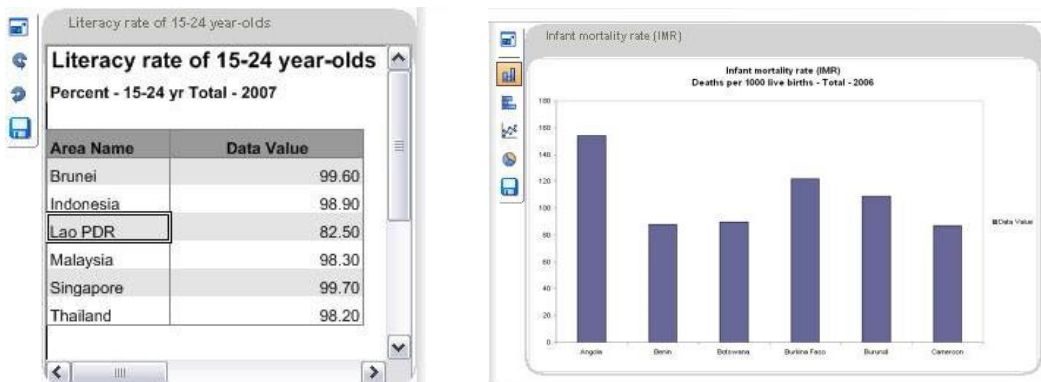 Literacy rate of 15-24 year-olds
Literacy rate of 15-24 year-olds
Percent - 15-24 yr Total - 2007
Area Name Data Value
Brunei 99.60
Indonesia 98.90
Lao PDR 82.50
Malaysia 98.30
Singapore 99.70
Thailand 98.20
Infant mortality rate (IMR)
Infant mortality rate (IMR)
Deaths per 1000 live births - Total - 2006
180
160
140
120
100
80
60
40
20
0
Angola Benin Botswana Burkina Faso Burundi Cameroon
Data Value